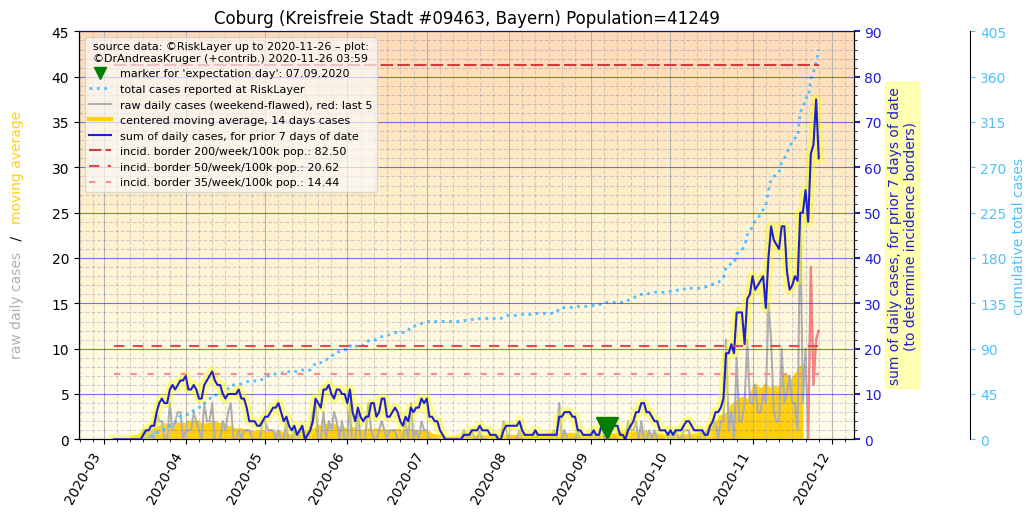 Coburg (Kreisfreie Stadt #09463, Bayern) Population=41249
source data: ©RiskLayer up to 2020-11-26 – plot:
©DrAndreasKruger (+contrib.) 2020-11-26 03:59
marker for 'expectation day': 07.09.2020
total cases reported at RiskLayer
raw daily cases (weekend-flawed), red: last 5
centered moving average, 14 days cases
sum of daily cases, for prior 7 days of date
incid. border 200/week/100k pop.: 82.50
incid. border 50/week/100k pop.: 20.62
incid. border 35/week/100k pop.: 14.44
raw daily cases / moving average
45
40
35
30
25
20
15
10
5
0
90
80
70
60
50
40
30
20
10
0
sum of daily cases, for prior 7 days of date
(to determine incidence borders)
405
360
315
270
225
180
135
90
45
0
cumulative total cases
2020-03
2020-04
2020-05
2020-06
2020-07
2020-08
2020-09
2020-10
2020-11
2020-12